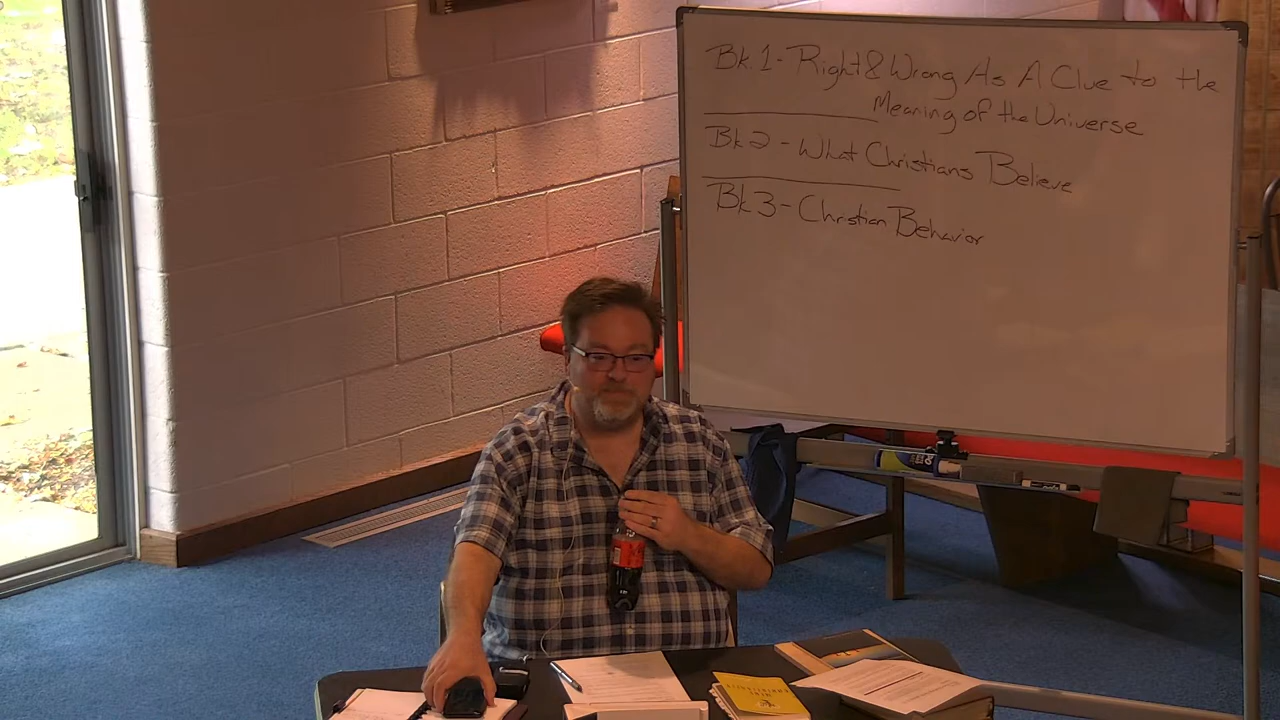 Bk. 1 - Right & Wrong As A Clue to the
Meaning of the Universe
Bk 2 - What Christians Believe
Bk 3 - Christian Behavior